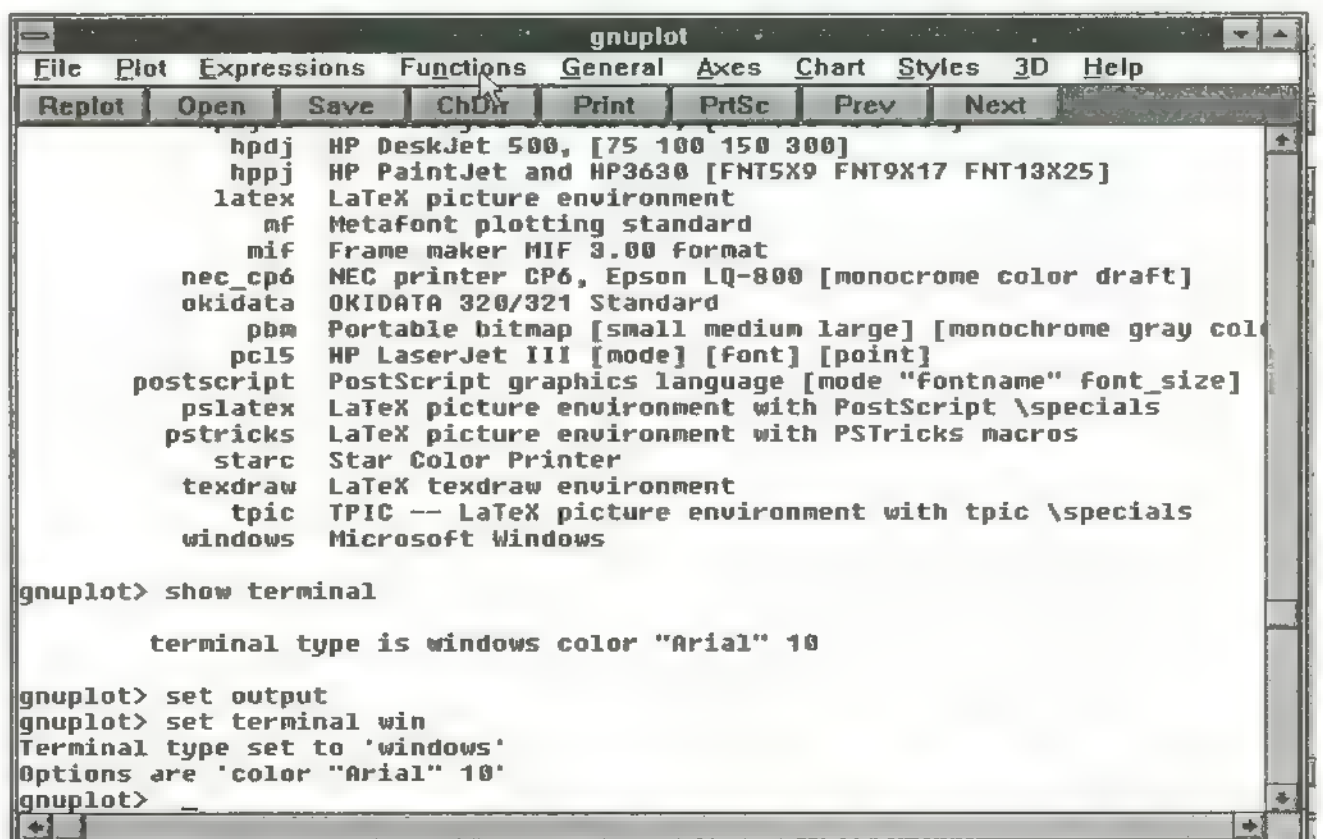 gnuplot
File Plot Expressions Functions General Axes Chart Styles 3D Help
Replot Open Save ChDir Print PrtSc Prev Next
hpdj HP DeskJet 500, [75 100 150 300]
hppj HP PaintJet and HP3630 [FNT5X9 FNT9X17 FNT13X25]
latex LaTeX picture environment
mf Metafont plotting standard
mif Frame maker MIF 3.00 format
nec_cp6 NEC printer CP6, Epson LQ-800 [monocrome color draft]
okidata OKIDATA 320/321 Standard
pbm Portable bitmap [small medium large] [monochrome gray colo
pcl5 HP LaserJet III [mode] [font] [point]
postscript PostScript graphics language [mode "fontname" font_size]
pslatex LaTeX picture environment with PostScript \specials
pstricks LaTeX picture environment with PSTricks macros
starc Star Color Printer
texdraw LaTeX texdraw environment
tpic TPIC -- LaTeX picture environment with tpic \specials
windows Microsoft Windows
gnuplot> show terminal
terminal type is windows color "Arial" 10
gnuplot> set output
gnuplot> set terminal win
Terminal type set to 'windows'
Options are 'color "Arial" 10'
gnuplot> _